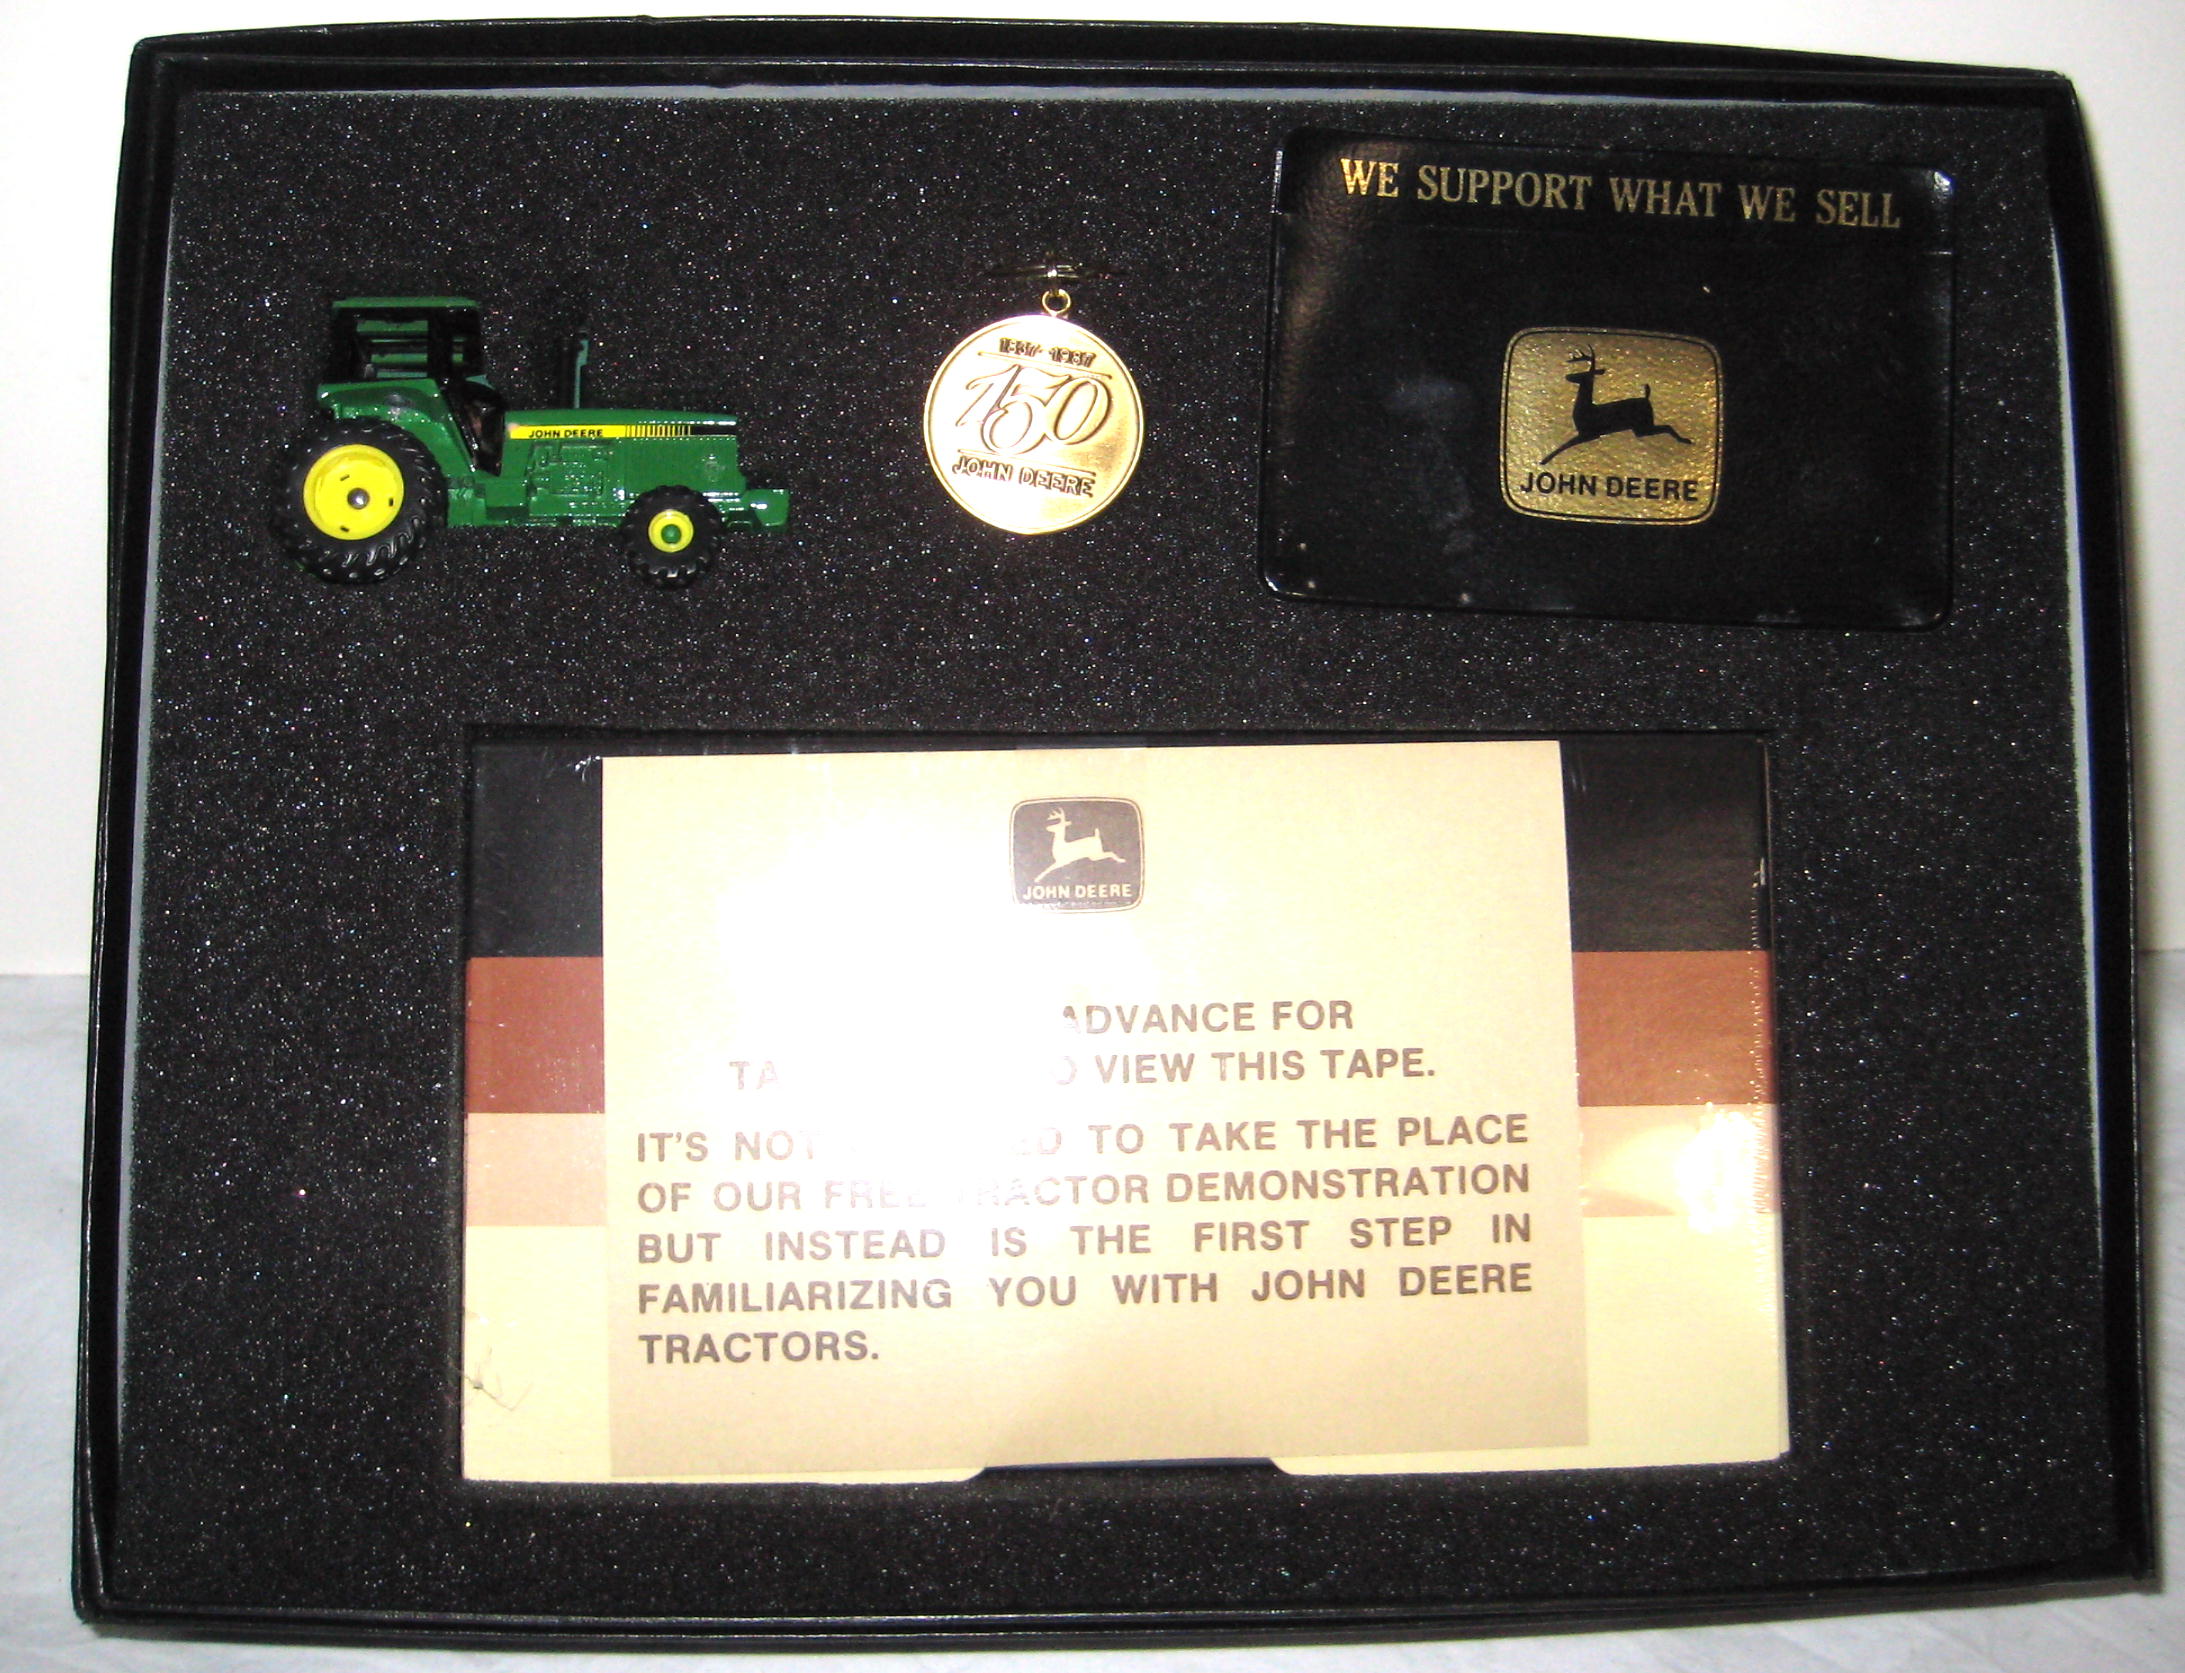 WE SUPPORT WHAT WE SELL
JOHN DEERE
1837-1987
150
JOHN DEERE
JOHN DEERE
JOHN DEERE
ADVANCE FOR
VIEW THIS TAPE.
IT'S NOT TO TAKE THE PLACE
OF OUR FREE TRACTOR DEMONSTRATION
BUT INSTEAD IS THE FIRST STEP IN
FAMILIARIZING YOU WITH JOHN DEERE
TRACTORS.